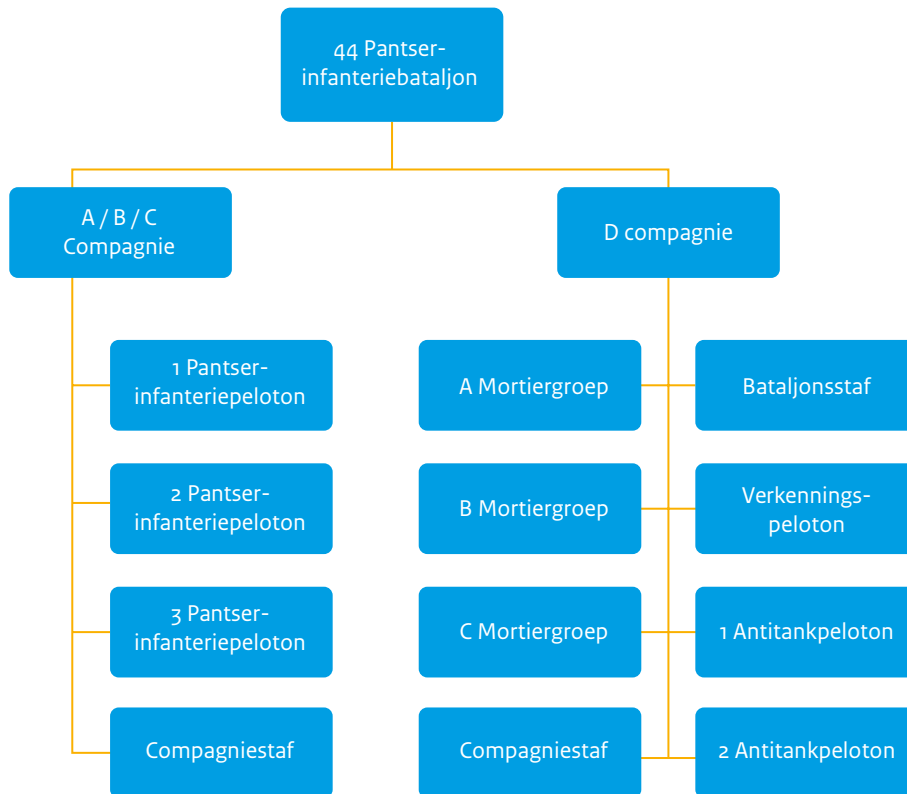 44 Pantser-
infanteriebataljon
A / B / C
Compagnie
D compagnie
1 Pantser-
infanteriepeloton
A Mortiergroep
Bataljonsstaf
2 Pantser-
infanteriepeloton
B Mortiergroep
Verkennings-
peloton
3 Pantser-
infanteriepeloton
C Mortiergroep
1 Antitankpeloton
Compagniestaf
Compagniestaf
2 Antitankpeloton